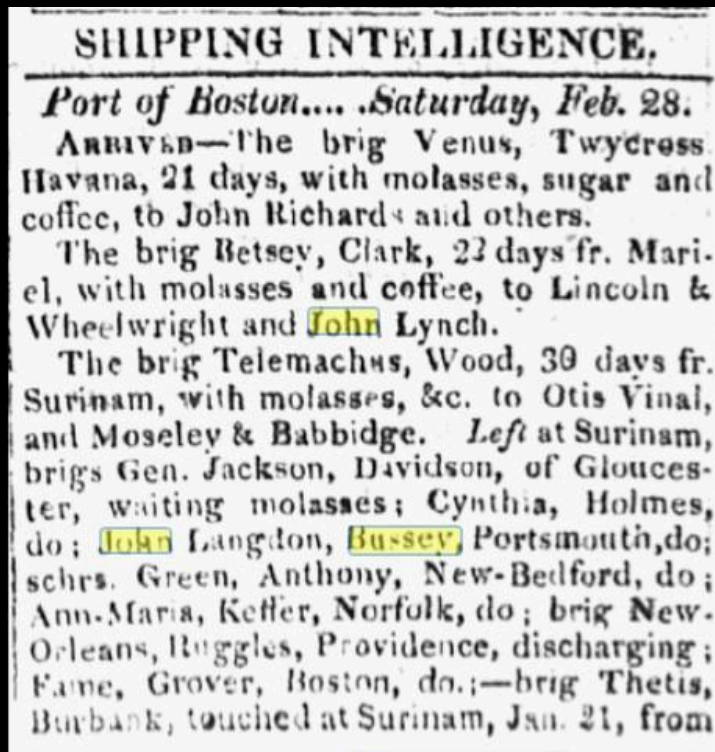 SHIPPING INTELLIGENCE.
Port of Boston.... .Saturday, Feb. 28.
ARRIVED—The brig Venus, Twycross
Havana, 21 days, with molasses, sugar and
coffee, to John Richards and others.
The brig Betsey, Clark, 23 days fr. Mari-
el, with molasses and coffee, to Lincoln &
Wheelwright and John Lynch.
The brig Telemachus, Wood, 30 days fr.
Surinam, with molasses, &c. to Otis Vinal,
and Moseley & Babbidge. Left at Surinam,
brigs Gen. Jackson, Davidson, of Glouces-
ter, waiting molasses; Cynthia, Holmes,
do; John Langdon, Bussey, Portsmouth,do;
schrs. Green, Anthony, New-Bedford, do;
Ann-Maria, Keffer, Norfolk, do; brig New-
Orleans, Ruggles, Providence, discharging;
Fame, Grover, Boston, do.;—brig Thetis,
Burbank, touched at Surinam, Jan. 21, from